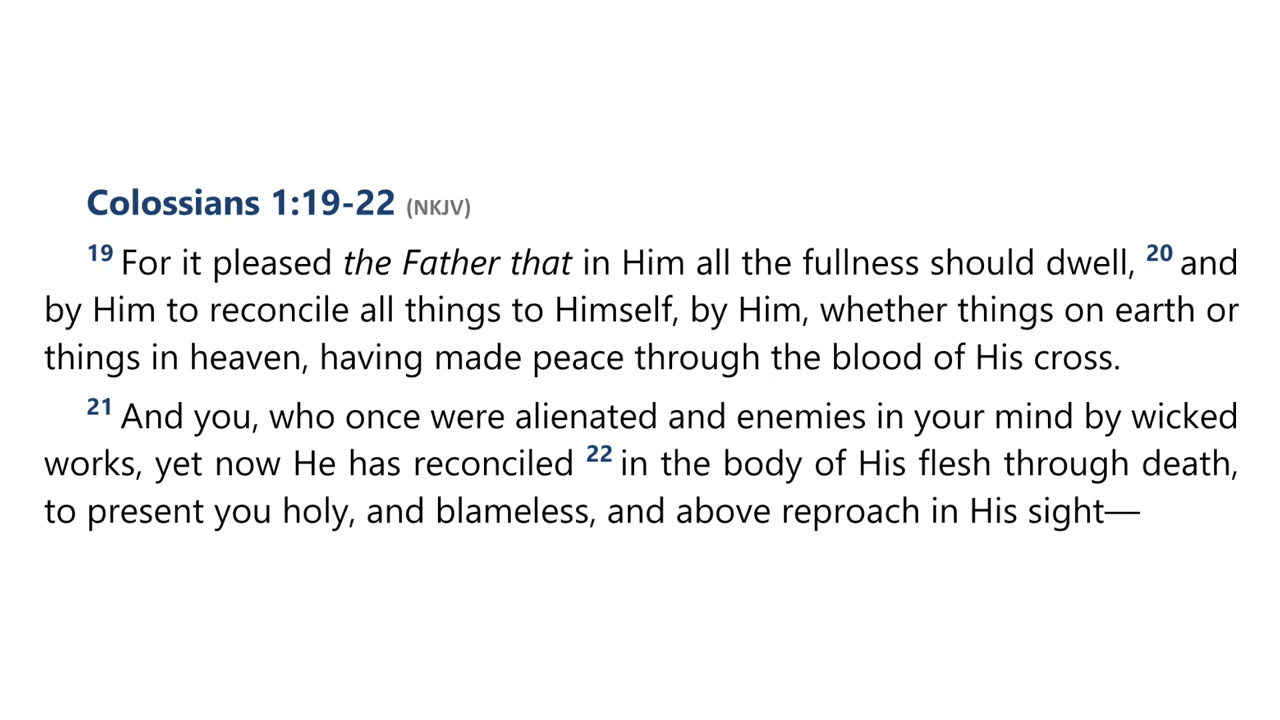 Colossians 1:19-22 (NKJV)
19 For it pleased the Father that in Him all the fullness should dwell, 20 and
by Him to reconcile all things to Himself, by Him, whether things on earth or
things in heaven, having made peace through the blood of His cross.
21 And you, who once were alienated and enemies in your mind by wicked
works, yet now He has reconciled 22 in the body of His flesh through death,
to present you holy, and blameless, and above reproach in His sight—